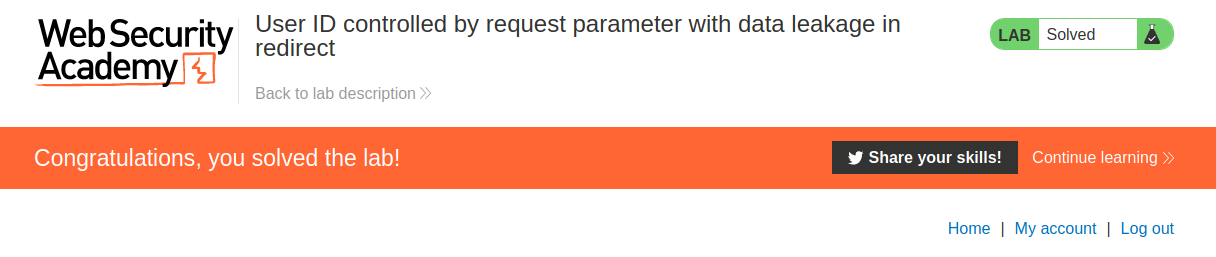 Web Security
Academy
User ID controlled by request parameter with data leakage in
redirect
Back to lab description
LAB Solved
Congratulations, you solved the lab!
Share your skills!
Continue learning
Home | My account | Log out